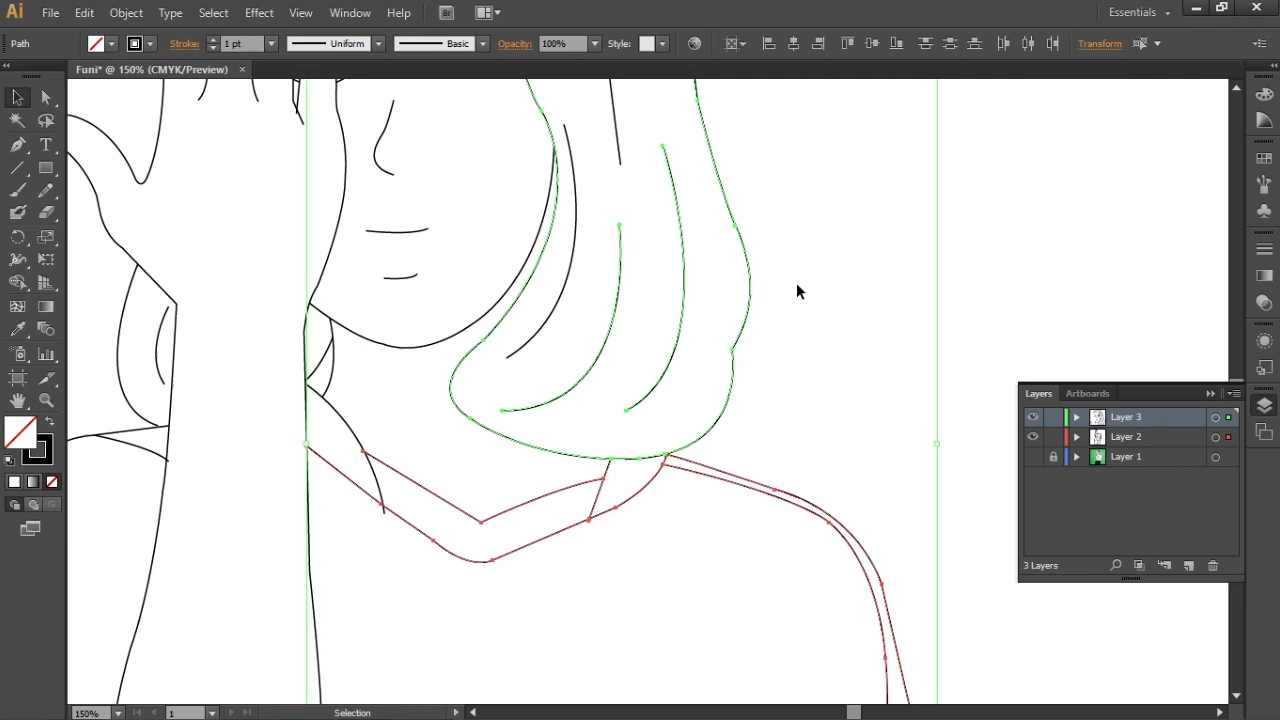 Ai File Edit Object Type Select Effect View Window Help Br Essentials
Path Stroke: 1 pt Uniform Basic Opacity: 100% Style: Transform
Funi* @ 150% (CMYK/Preview) ×
T
Layers Artboards
Layer 3
Layer 2
Layer 1
3 Layers
150% 1 Selection